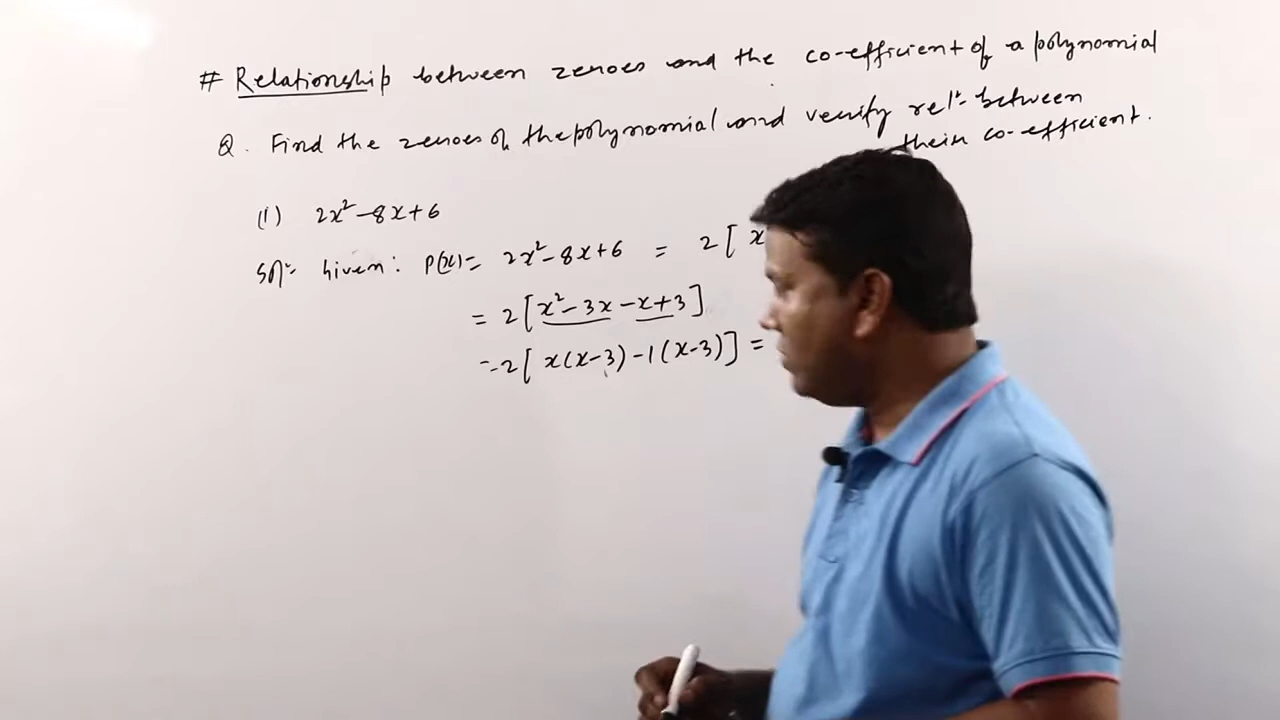 # Relationship between zeroes and the co-efficient of a polynomial
Q. Find the zeroes of the polynomial and verify relⁿ between
their co-efficient.
(1) 2x²-8x+6
Solⁿ Given: P(x)= 2x²-8x+6 = 2[ x
= 2[x²-3x-x+3]
=2[ x(x-3)-1(x-3)] =